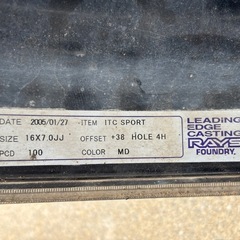 DATE 2005/01/27 ITEM ITC SPORT
SIZE 16X7.0JJ OFFSET +38 HOLE 4H
PCD 100 COLOR MD
LEADING
EDGE
CASTING
RAYS
FOUNDRY.